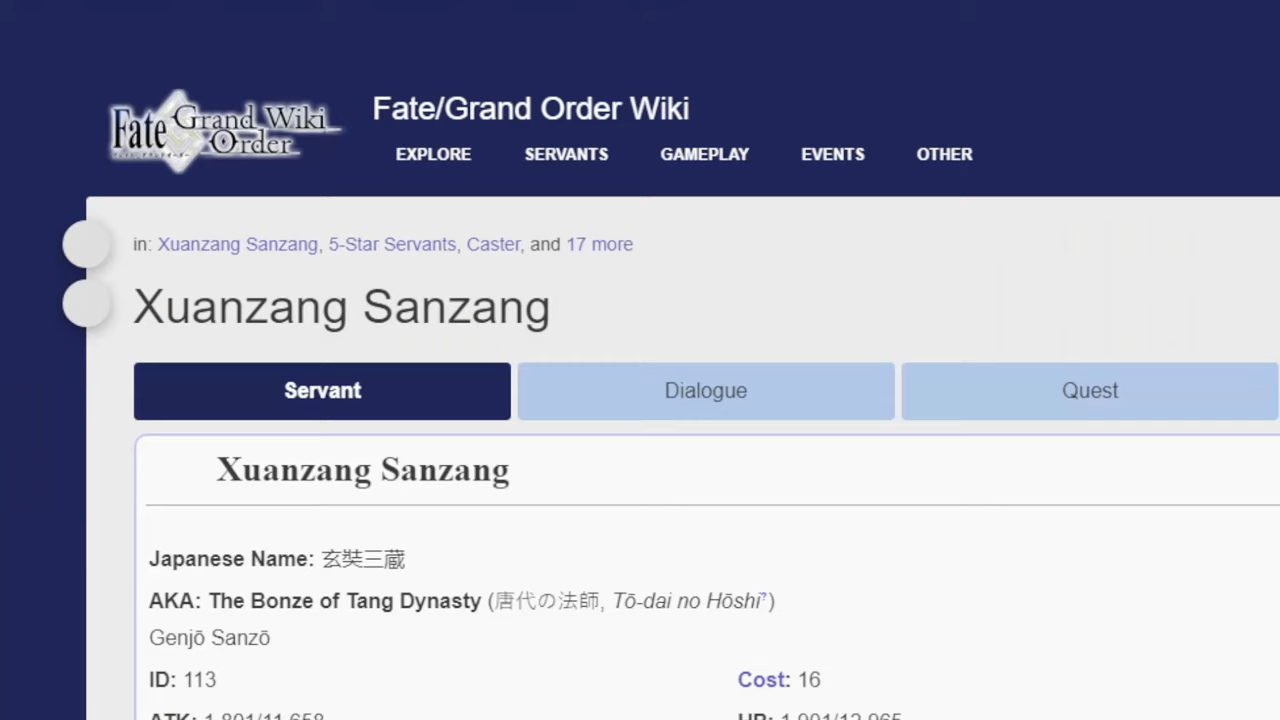 Fate Grand Wiki Order
Fate/Grand Order Wiki
EXPLORE SERVANTS GAMEPLAY EVENTS OTHER
in: Xuanzang Sanzang, 5-Star Servants, Caster, and 17 more
Xuanzang Sanzang
Servant Dialogue Quest
Xuanzang Sanzang
Japanese Name: 玄奘三蔵
AKA: The Bonze of Tang Dynasty (唐代の法師, Tō-dai no Hōshi?)
Genjō Sanzō
ID: 113 Cost: 16